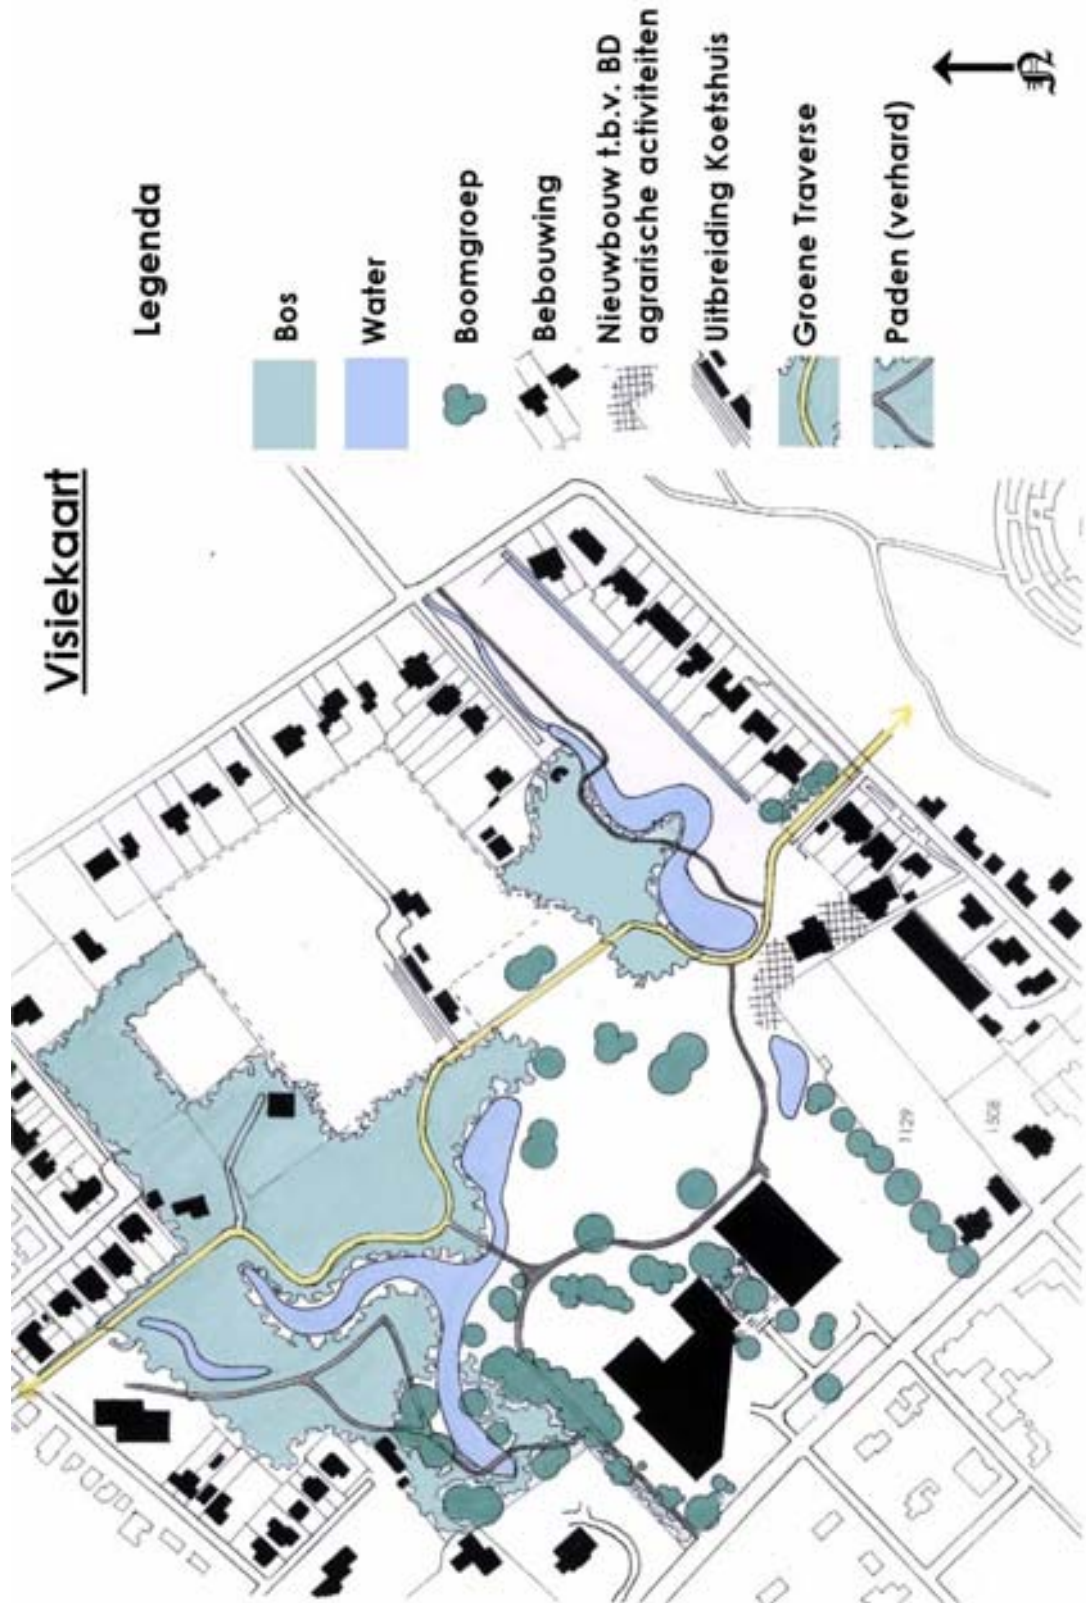 Visiekaart
Legenda
Bos
Water
Boomgroep
Bebouwing
Nieuwbouw t.b.v. BD
agrarische activiteiten
Uitbreiding Koetshuis
Groene Traverse
Paden (verhard)
N
1129
1508